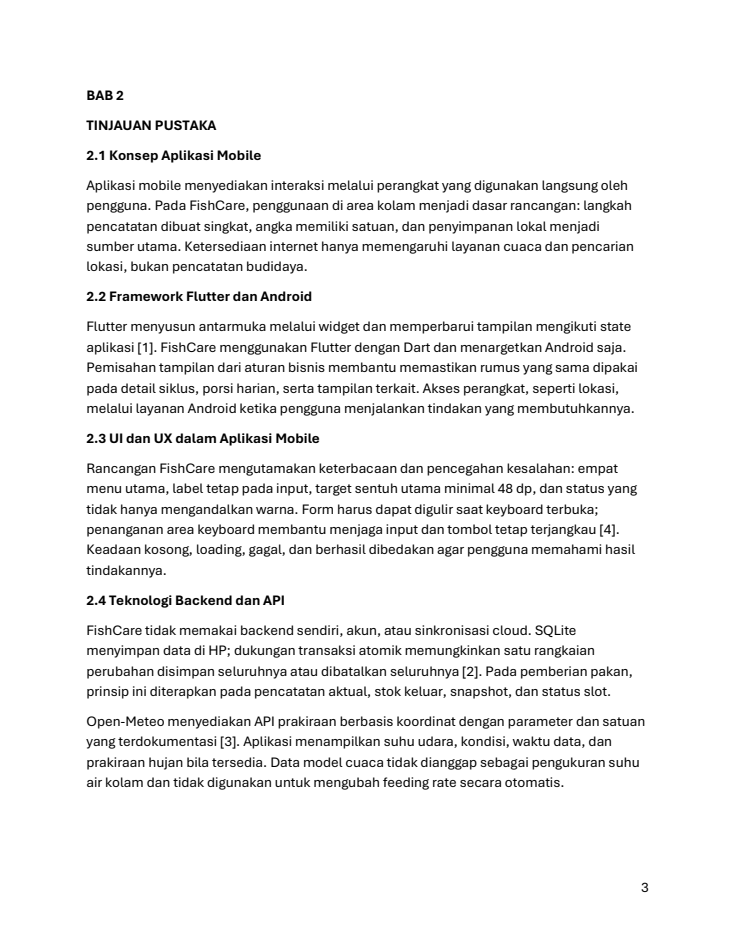 BAB 2
TINJAUAN PUSTAKA
2.1 Konsep Aplikasi Mobile
Aplikasi mobile menyediakan interaksi melalui perangkat yang digunakan langsung oleh
pengguna. Pada FishCare, penggunaan di area kolam menjadi dasar rancangan: langkah
pencatatan dibuat singkat, angka memiliki satuan, dan penyimpanan lokal menjadi
sumber utama. Ketersediaan internet hanya memengaruhi layanan cuaca dan pencarian
lokasi, bukan pencatatan budidaya.
2.2 Framework Flutter dan Android
Flutter menyusun antarmuka melalui widget dan memperbarui tampilan mengikuti state
aplikasi [1]. FishCare menggunakan Flutter dengan Dart dan menargetkan Android saja.
Pemisahan tampilan dari aturan bisnis membantu memastikan rumus yang sama dipakai
pada detail siklus, porsi harian, serta tampilan terkait. Akses perangkat, seperti lokasi,
melalui layanan Android ketika pengguna menjalankan tindakan yang membutuhkannya.
2.3 UI dan UX dalam Aplikasi Mobile
Rancangan FishCare mengutamakan keterbacaan dan pencegahan kesalahan: empat
menu utama, label tetap pada input, target sentuh utama minimal 48 dp, dan status yang
tidak hanya mengandalkan warna. Form harus dapat digulir saat keyboard terbuka;
penanganan area keyboard membantu menjaga input dan tombol tetap terjangkau [4].
Keadaan kosong, loading, gagal, dan berhasil dibedakan agar pengguna memahami hasil
tindakannya.
2.4 Teknologi Backend dan API
FishCare tidak memakai backend sendiri, akun, atau sinkronisasi cloud. SQLite
menyimpan data di HP; dukungan transaksi atomik memungkinkan satu rangkaian
perubahan disimpan seluruhnya atau dibatalkan seluruhnya [2]. Pada pemberian pakan,
prinsip ini diterapkan pada pencatatan aktual, stok keluar, snapshot, dan status slot.
Open-Meteo menyediakan API prakiraan berbasis koordinat dengan parameter dan satuan
yang terdokumentasi [3]. Aplikasi menampilkan suhu udara, kondisi, waktu data, dan
prakiraan hujan bila tersedia. Data model cuaca tidak dianggap sebagai pengukuran suhu
air kolam dan tidak digunakan untuk mengubah feeding rate secara otomatis.
3